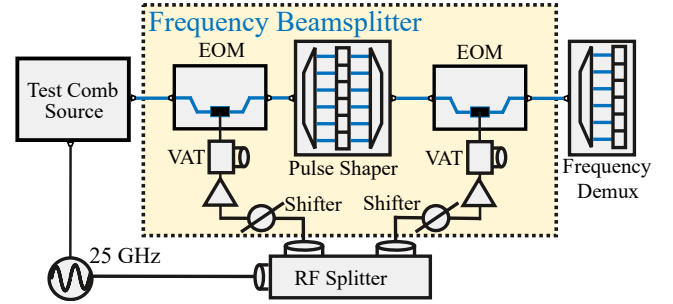 Frequency Beamsplitter
EOM
EOM
Test Comb
Source
VAT
Pulse Shaper
VAT
Frequency
Demux
Shifter
Shifter
25 GHz
RF Splitter